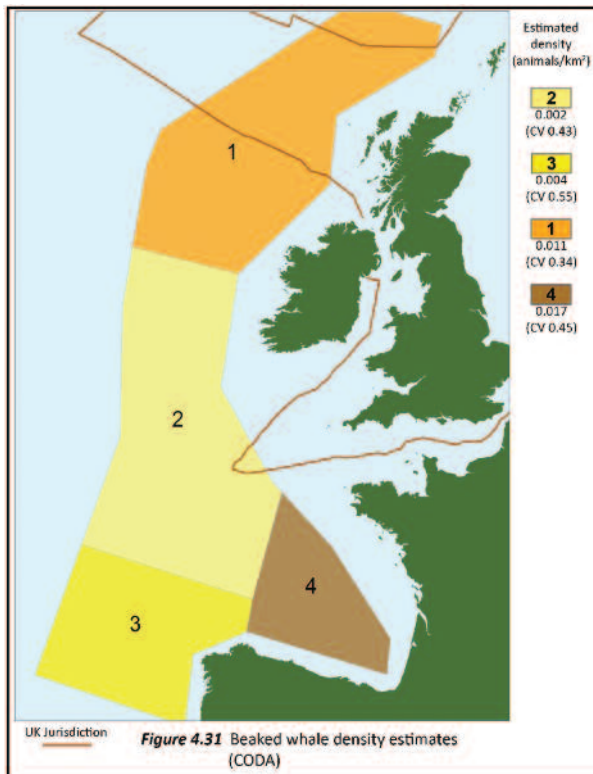 Estimated
density
(animals/km²)
2
0.002
(CV 0.43)
3
0.004
(CV 0.55)
1
0.011
(CV 0.34)
4
0.017
(CV 0.45)
1
2
3
4
UK Jurisdiction
Figure 4.31 Beaked whale density estimates
(CODA)